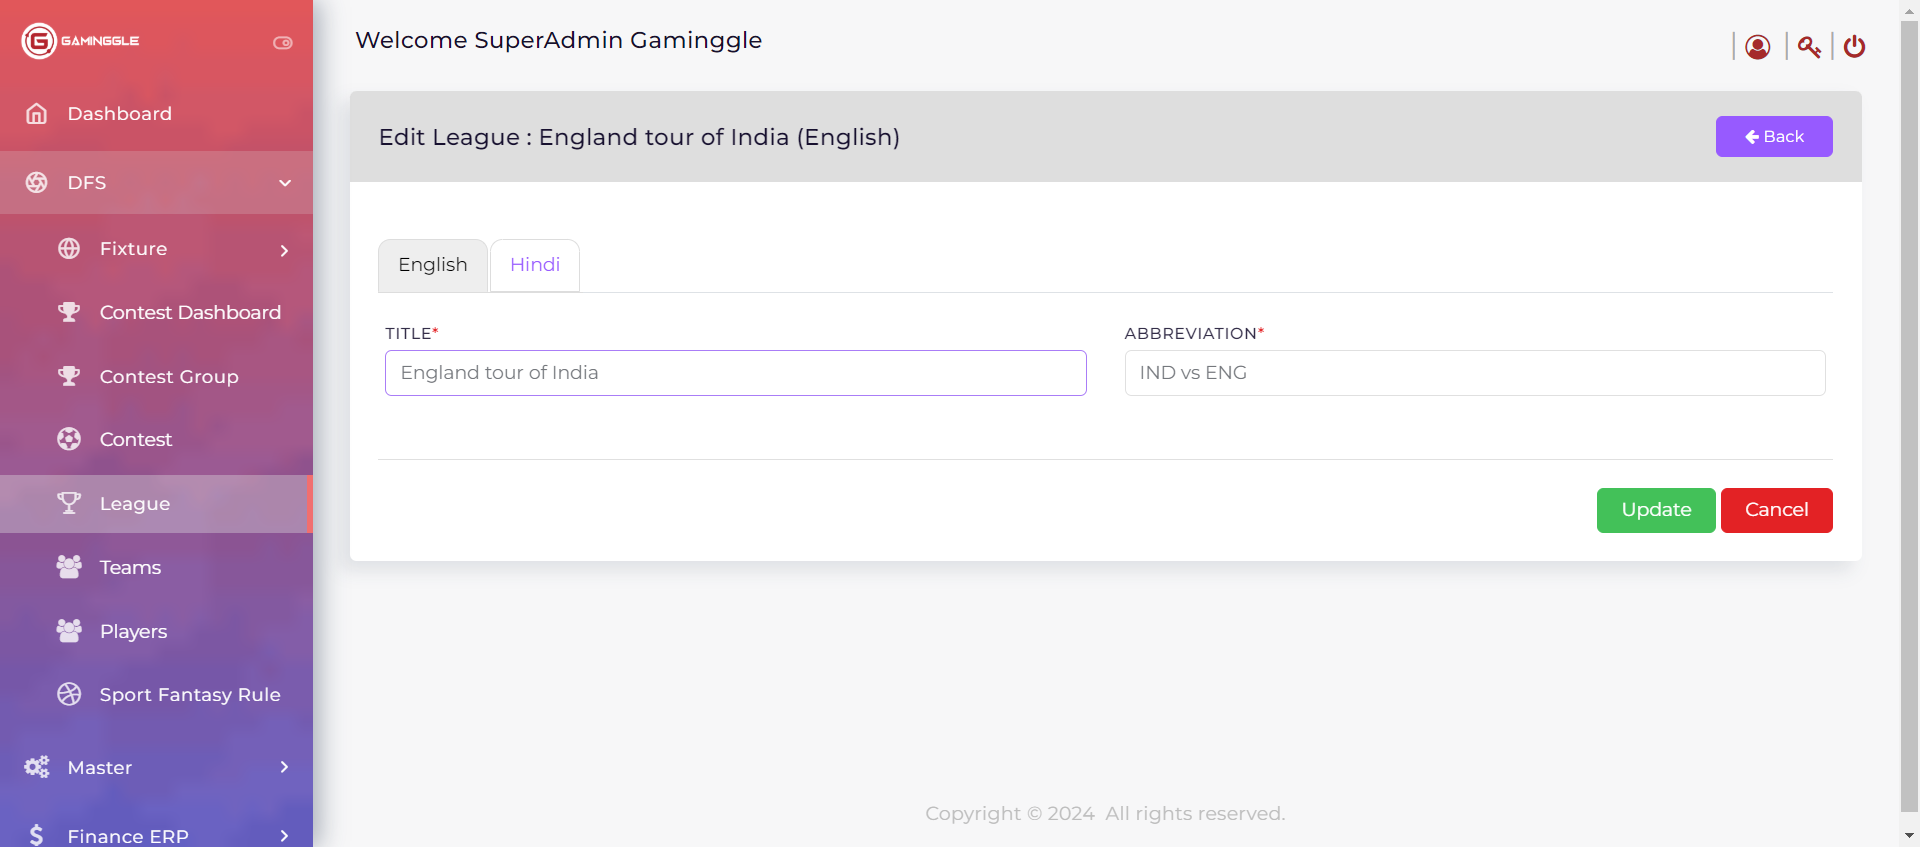 GAMINGGLE
Welcome SuperAdmin Gaminggle
Dashboard
DFS
Fixture
Contest Dashboard
Contest Group
Contest
League
Teams
Players
Sport Fantasy Rule
Master
Finance ERP
Edit League : England tour of India (English)
Back
English
Hindi
TITLE*
ABBREVIATION*
England tour of India
IND vs ENG
Update
Cancel
Copyright © 2024 All rights reserved.